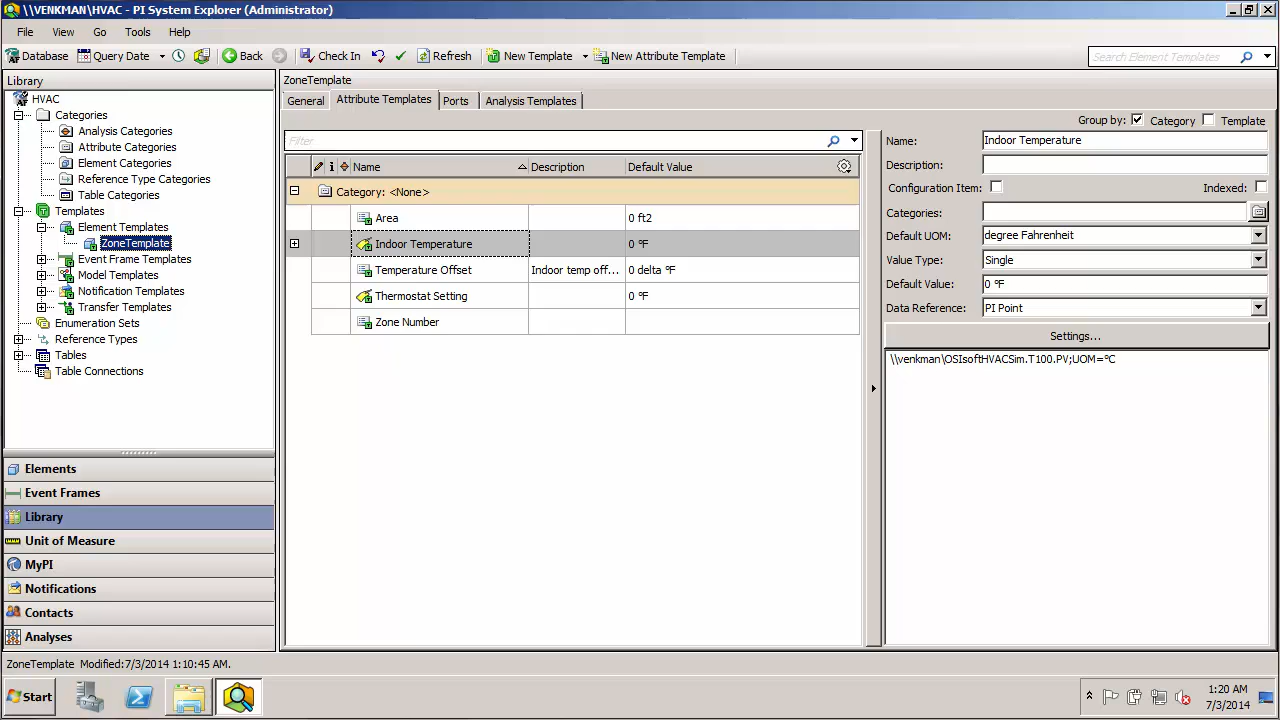 \\VENKMAN\HVAC - PI System Explorer (Administrator)
File View Go Tools Help
Database Query Date Back Check In Refresh New Template New Attribute Template Search Element Templates
Library
HVAC
Categories
Analysis Categories
Attribute Categories
Element Categories
Reference Type Categories
Table Categories
Templates
Element Templates
ZoneTemplate
Event Frame Templates
Model Templates
Notification Templates
Transfer Templates
Enumeration Sets
Reference Types
Tables
Table Connections
Elements
Event Frames
Library
Unit of Measure
MyPI
Notifications
Contacts
Analyses
ZoneTemplate
General Attribute Templates Ports Analysis Templates
Group by: Category Template
Filter
Name Description Default Value
Category: <None>
Area 0 ft2
Indoor Temperature 0 °F
Temperature Offset Indoor temp off... 0 delta °F
Thermostat Setting 0 °F
Zone Number
Name: Indoor Temperature
Description:
Configuration Item: Indexed:
Categories:
Default UOM: degree Fahrenheit
Value Type: Single
Default Value: 0 °F
Data Reference: PI Point
Settings...
\\venkman\OSIsoftHVACSim.T100.PV;UOM=°C
ZoneTemplate Modified:7/3/2014 1:10:45 AM.
Start
1:20 AM
7/3/2014